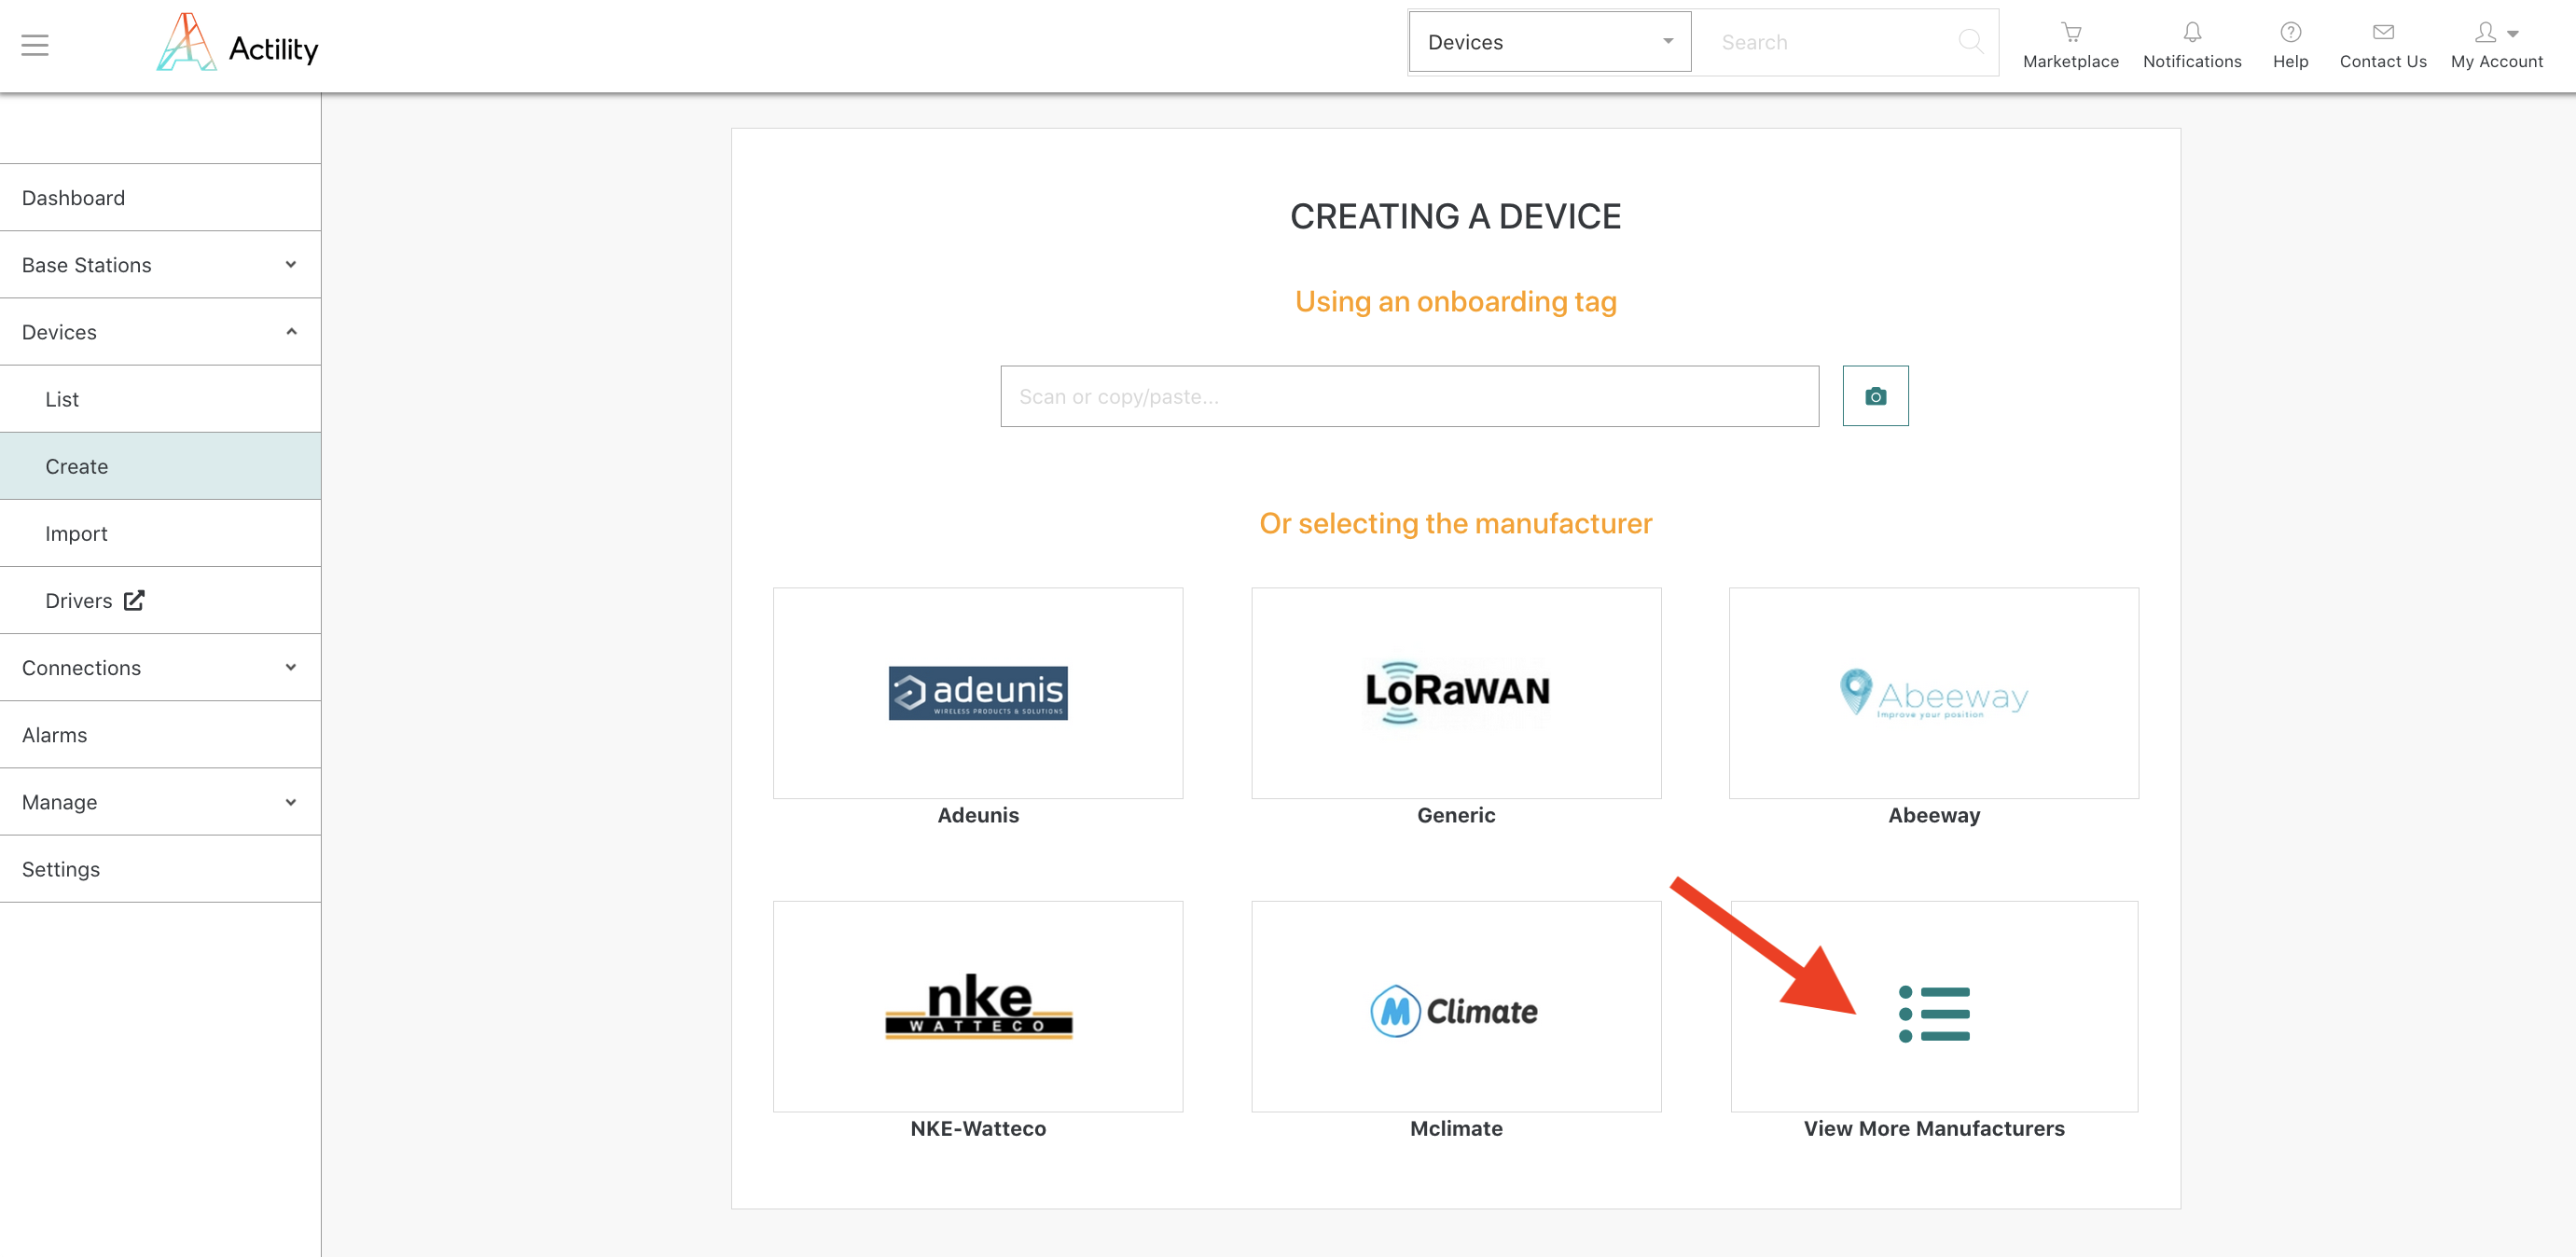 Actility
Devices
Search
Marketplace
Notifications
Help
Contact Us
My Account
Dashboard
Base Stations
Devices
List
Create
Import
Drivers
Connections
Alarms
Manage
Settings
CREATING A DEVICE
Using an onboarding tag
Scan or copy/paste...
Or selecting the manufacturer
adeunis
WIRELESS PRODUCTS & SOLUTIONS
LoRaWAN
Abeeway
Improve your position
Adeunis
Generic
Abeeway
nke
WATTECO
M Climate
NKE-Watteco
Mclimate
View More Manufacturers